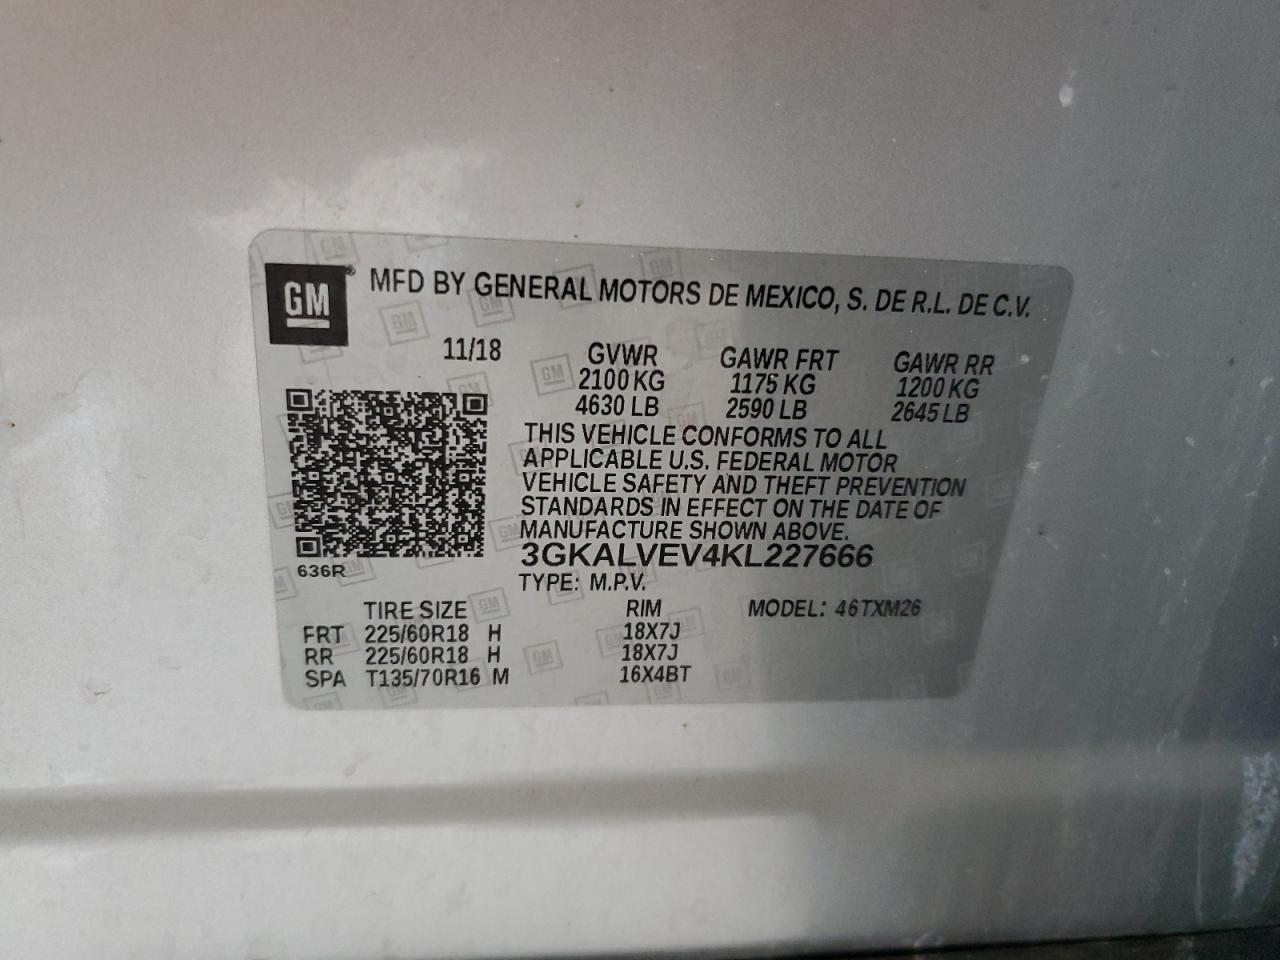 GM MFD BY GENERAL MOTORS DE MEXICO, S. DE R.L. DE C.V.
11/18 GVWR GAWR FRT GAWR RR
2100 KG 1175 KG 1200 KG
4630 LB 2590 LB 2645 LB
THIS VEHICLE CONFORMS TO ALL
APPLICABLE U.S. FEDERAL MOTOR
VEHICLE SAFETY AND THEFT PREVENTION
STANDARDS IN EFFECT ON THE DATE OF
MANUFACTURE SHOWN ABOVE.
3GKALVEV4KL227666
636R
TYPE: M.P.V.
TIRE SIZE RIM MODEL: 46TXM26
FRT 225/60R18 H 18X7J
RR 225/60R18 H 18X7J
SPA T135/70R16 M 16X4BT